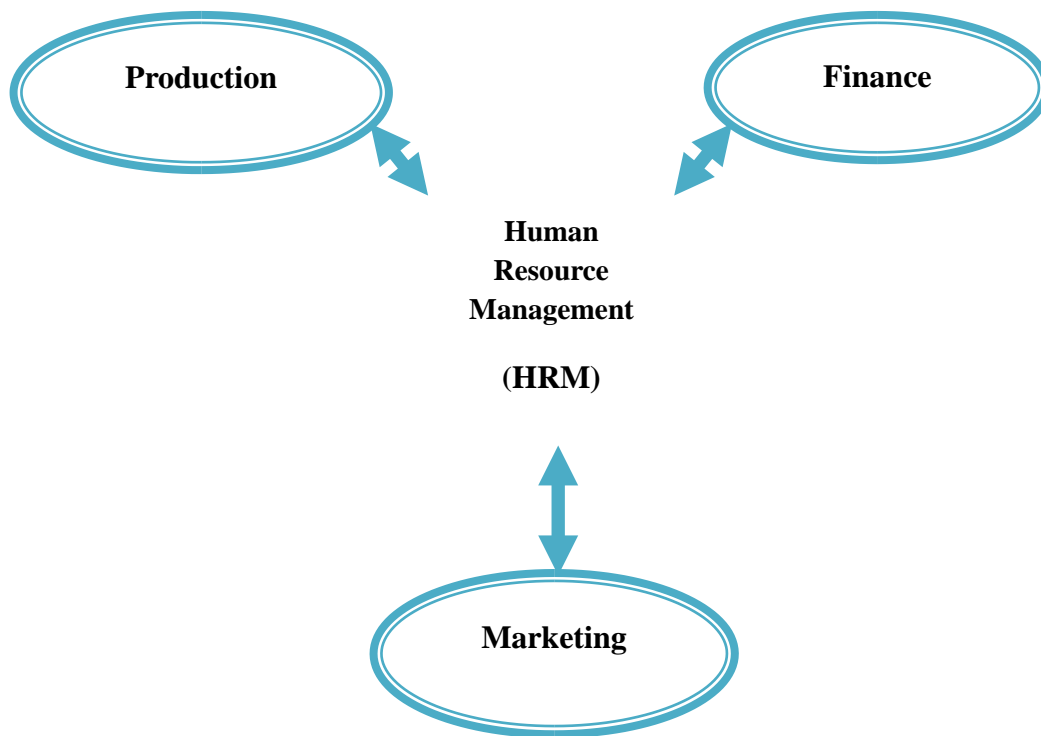 Production
Finance
Human
Resource
Management
(HRM)
Marketing